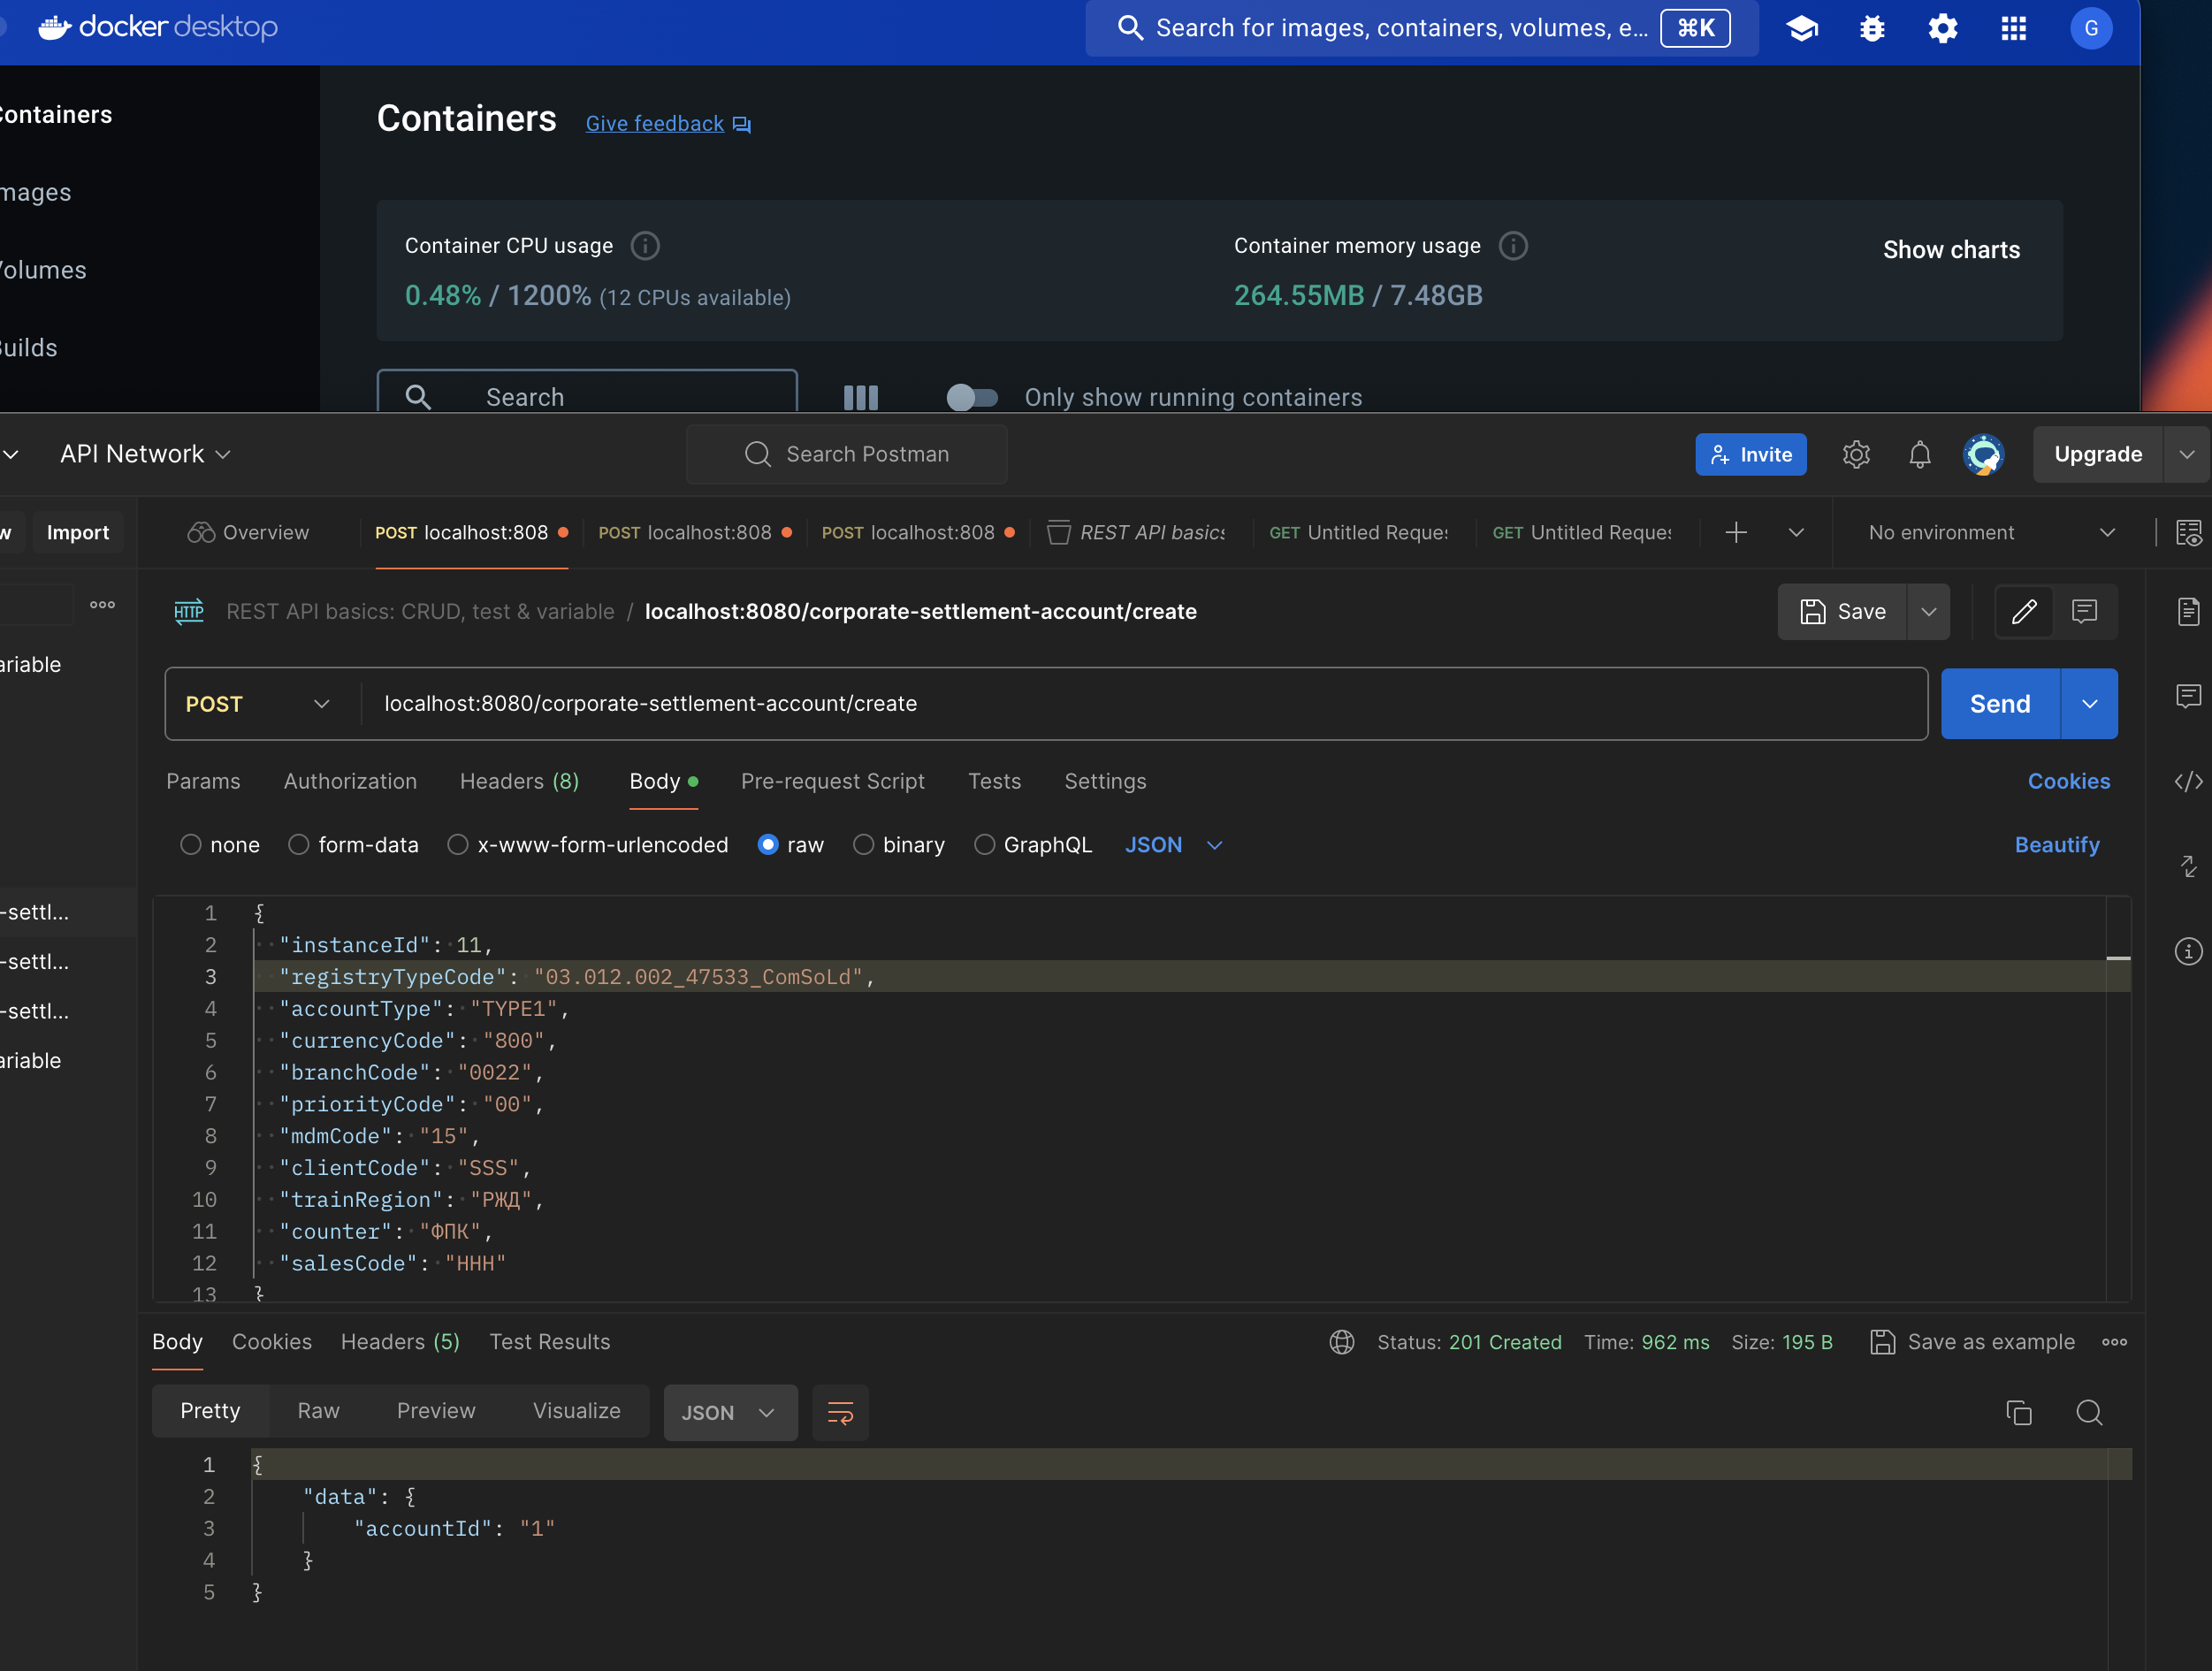 docker desktop
Search for images, containers, volumes, e... ⌘K
G
Containers
Images
Volumes
Builds
Containers Give feedback
Container CPU usage
0.48% / 1200% (12 CPUs available)
Container memory usage
264.55MB / 7.48GB
Show charts
Search
Only show running containers
API Network
Search Postman
Invite
Upgrade
w
Import
Overview
POST localhost:808
POST localhost:808
POST localhost:808
REST API basics
GET Untitled Reques
GET Untitled Reques
No environment
HTTP REST API basics: CRUD, test & variable / localhost:8080/corporate-settlement-account/create
Save
ariable
-settl...
-settl...
-settl...
ariable
POST localhost:8080/corporate-settlement-account/create
Send
Params Authorization Headers (8) Body Pre-request Script Tests Settings Cookies
none form-data x-www-form-urlencoded raw binary GraphQL JSON Beautify
1 {
2 "instanceId": 11,
3 "registryTypeCode": "03.012.002_47533_ComSoLd",
4 "accountType": "TYPE1",
5 "currencyCode": "800",
6 "branchCode": "0022",
7 "priorityCode": "00",
8 "mdmCode": "15",
9 "clientCode": "SSS",
10 "trainRegion": "РЖД",
11 "counter": "ФПК",
12 "salesCode": "HHH"
13 }
Body Cookies Headers (5) Test Results Status: 201 Created Time: 962 ms Size: 195 B Save as example
Pretty Raw Preview Visualize JSON
1 {
2 "data": {
3 "accountId": "1"
4 }
5 }